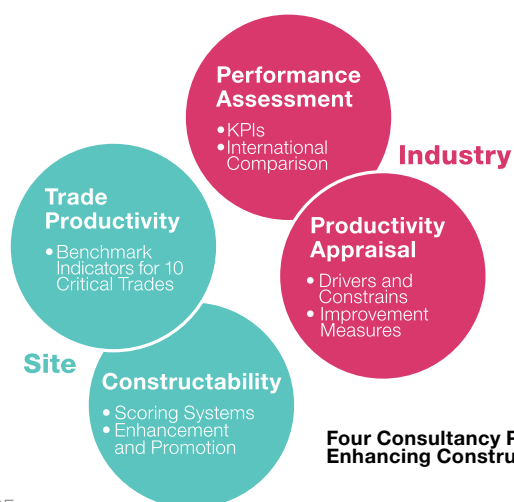 Performance
Assessment
• KPIs
• International
Comparison
Industry
Trade
Productivity
• Benchmark
Indicators for 10
Critical Trades
Productivity
Appraisal
• Drivers and
Constrains
• Improvement
Measures
Site
Constructability
• Scoring Systems
• Enhancement
and Promotion
Four Consultancy
Enhancing